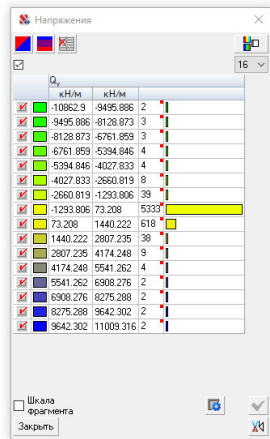 Напряжения
16
Qy
кН/м кН/м
-10862.9 -9495.886 2
-9495.886 -8128.873 3
-8128.873 -6761.859 3
-6761.859 -5394.846 4
-5394.846 -4027.833 4
-4027.833 -2660.819 8
-2660.819 -1293.806 39
-1293.806 73.208 5333
73.208 1440.222 618
1440.222 2807.235 38
2807.235 4174.248 9
4174.248 5541.262 4
5541.262 6908.276 2
6908.276 8275.288 2
8275.288 9642.302 2
9642.302 11009.316 2
Шкала
фрагмента
Закрыть